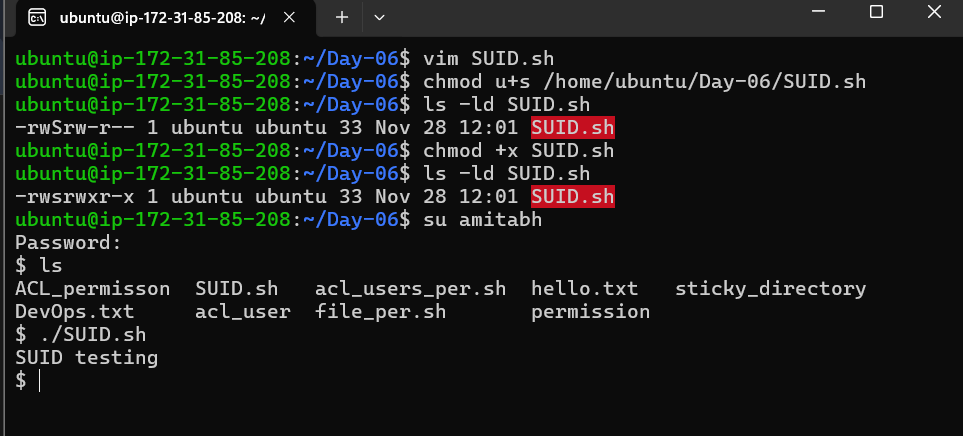 ubuntu@ip-172-31-85-208: ~/
ubuntu@ip-172-31-85-208:~/Day-06$ vim SUID.sh
ubuntu@ip-172-31-85-208:~/Day-06$ chmod u+s /home/ubuntu/Day-06/SUID.sh
ubuntu@ip-172-31-85-208:~/Day-06$ ls -ld SUID.sh
-rwSrw-r-- 1 ubuntu ubuntu 33 Nov 28 12:01 SUID.sh
ubuntu@ip-172-31-85-208:~/Day-06$ chmod +x SUID.sh
ubuntu@ip-172-31-85-208:~/Day-06$ ls -ld SUID.sh
-rwsrwxr-x 1 ubuntu ubuntu 33 Nov 28 12:01 SUID.sh
ubuntu@ip-172-31-85-208:~/Day-06$ su amitabh
Password:
$ ls
ACL_permisson  SUID.sh   acl_users_per.sh  hello.txt   sticky_directory
DevOps.txt     acl_user  file_per.sh       permission
$ ./SUID.sh
SUID testing
$